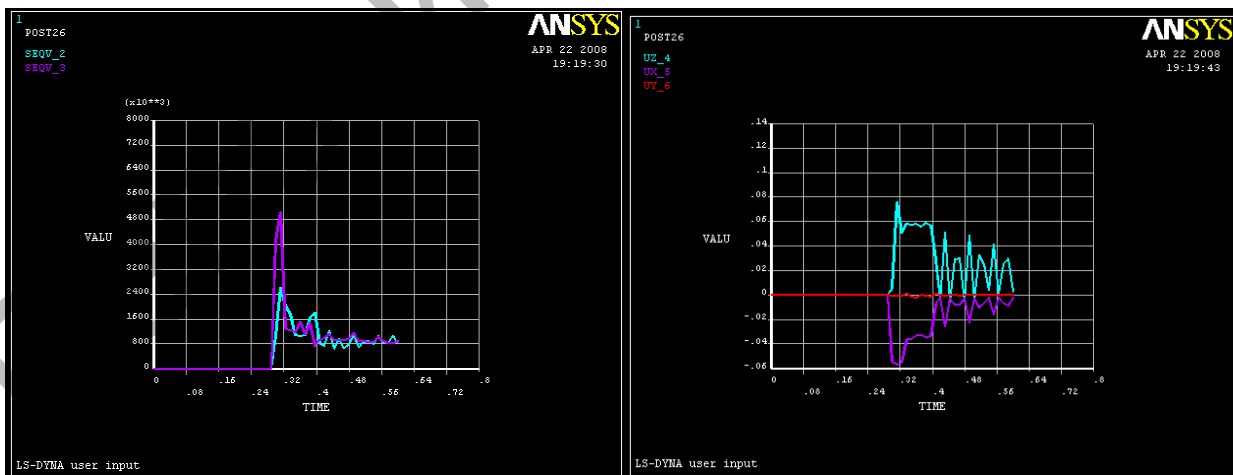 1
POST26
SEQV_2
SEQV_3
ANSYS
APR 22 2008
19:19:30
(x10**3)
8000
7200
6400
5600
4800
4000
3200
2400
1600
800
0
VALU
0 .16 .32 .48 .64 .8
.08 .24 .4 .56 .72
TIME
LS-DYNA user input
1
POST26
UZ_4
UX_5
UY_6
ANSYS
APR 22 2008
19:19:43
.14
.12
.1
.08
.06
.04
.02
0
-.02
-.04
-.06
VALU
0 .16 .32 .48 .64 .8
.08 .24 .4 .56 .72
TIME
LS-DYNA user input